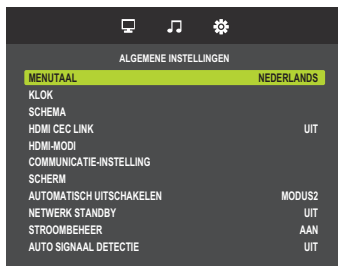 ALGEMENE INSTELLINGEN
MENUTAAL NEDERLANDS
KLOK
SCHEMA
HDMI CEC LINK UIT
HDMI-MODI
COMMUNICATIE-INSTELLING
SCHERM
AUTOMATISCH UITSCHAKELEN MODUS2
NETWERK STANDBY UIT
STROOMBEHEER AAN
AUTO SIGNAAL DETECTIE UIT